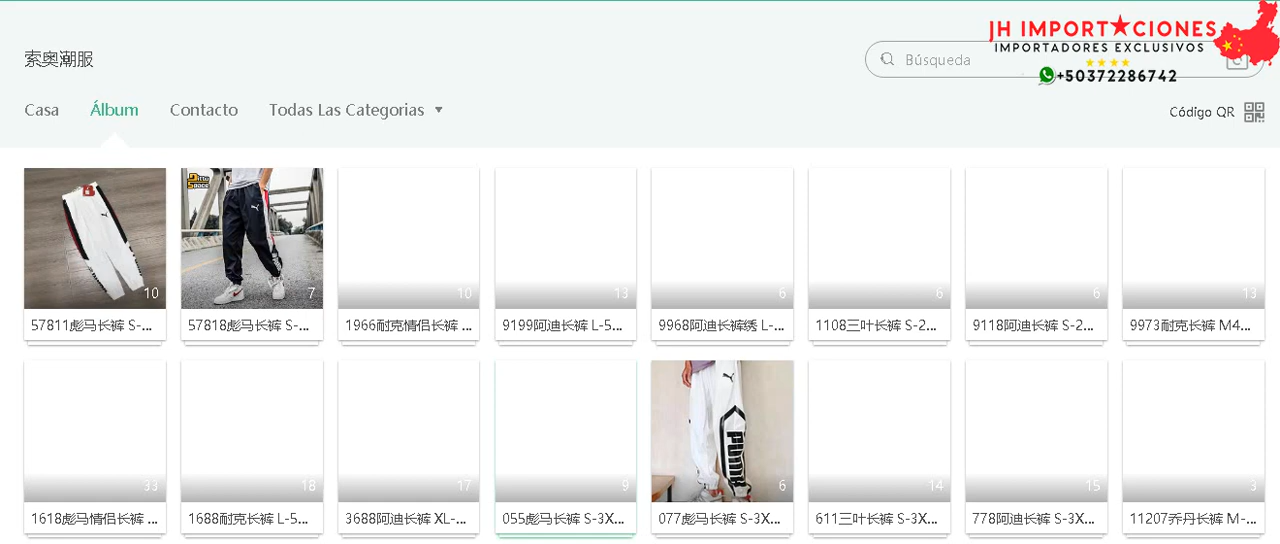 JH IMPORT★CIONES
IMPORTADORES EXCLUSIVOS
索奥潮服
Búsqueda
+50372286742
Casa
Álbum
Contacto
Todas Las Categorias
Código QR
10
7
10
13
6
6
6
13
57811彪马长裤 S-...
57818彪马长裤 S-...
1966耐克情侣长裤 ...
9199阿迪长裤 L-5...
9968阿迪长裤绣 L-...
1108三叶长裤 S-2...
9118阿迪长裤 S-2...
9973耐克长裤 M4...
PUMA
33
18
17
9
6
14
15
3
1618彪马情侣长裤 ...
1688耐克长裤 L-5...
3688阿迪长裤 XL-...
055彪马长裤 S-3X...
077彪马长裤 S-3X...
611三叶长裤 S-3X...
778阿迪长裤 S-3X...
11207乔丹长裤 M-...